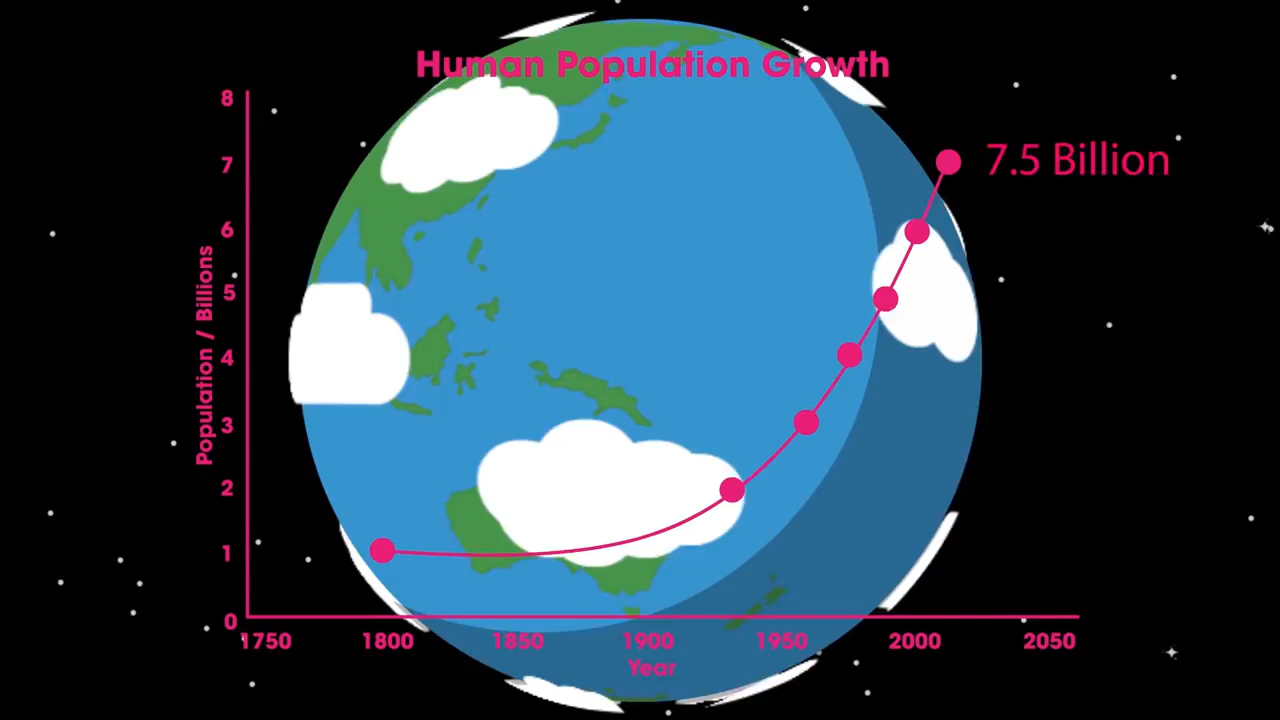 Human Population Growth
8
7
7.5 Billion
6
5
4
3
2
1
0
Population / Billions
1750 1800 1850 1900 1950 2000 2050
Year